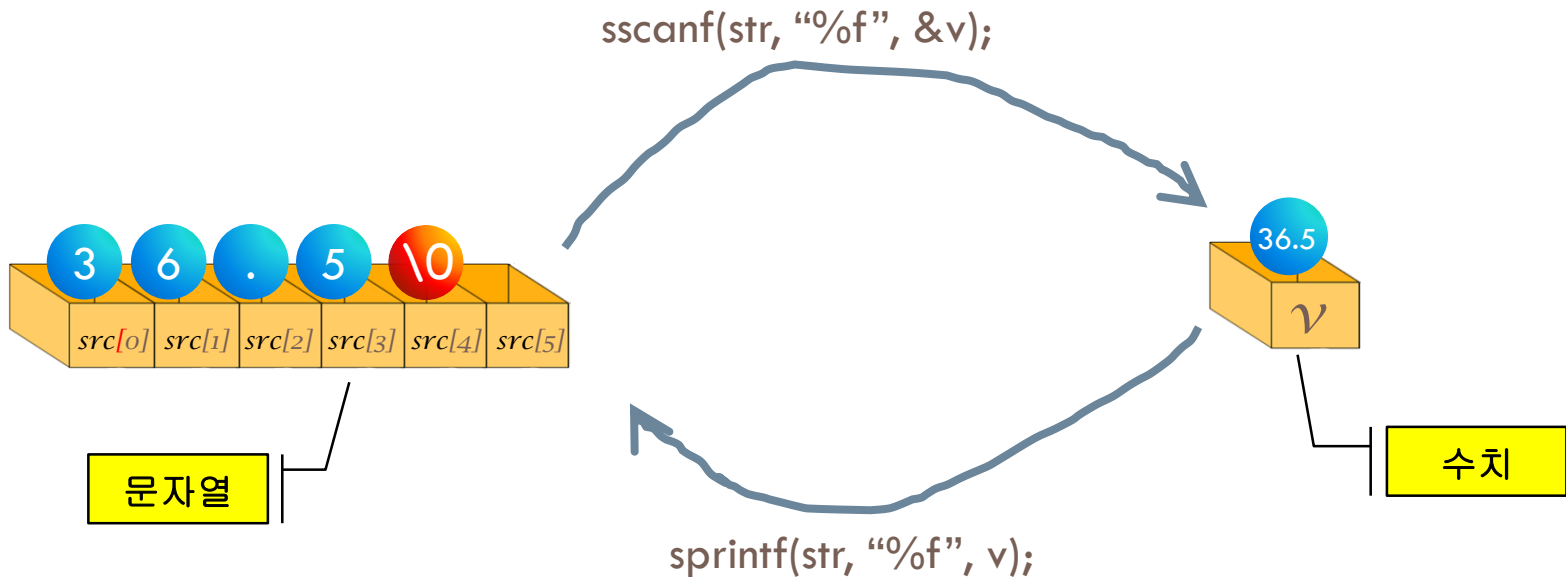 sscanf(str, “%f”, &v);
3 6 . 5 \0
36.5
src[0] src[1] src[2] src[3] src[4] src[5]
v
문자열
수치
sprintf(str, “%f”, v);